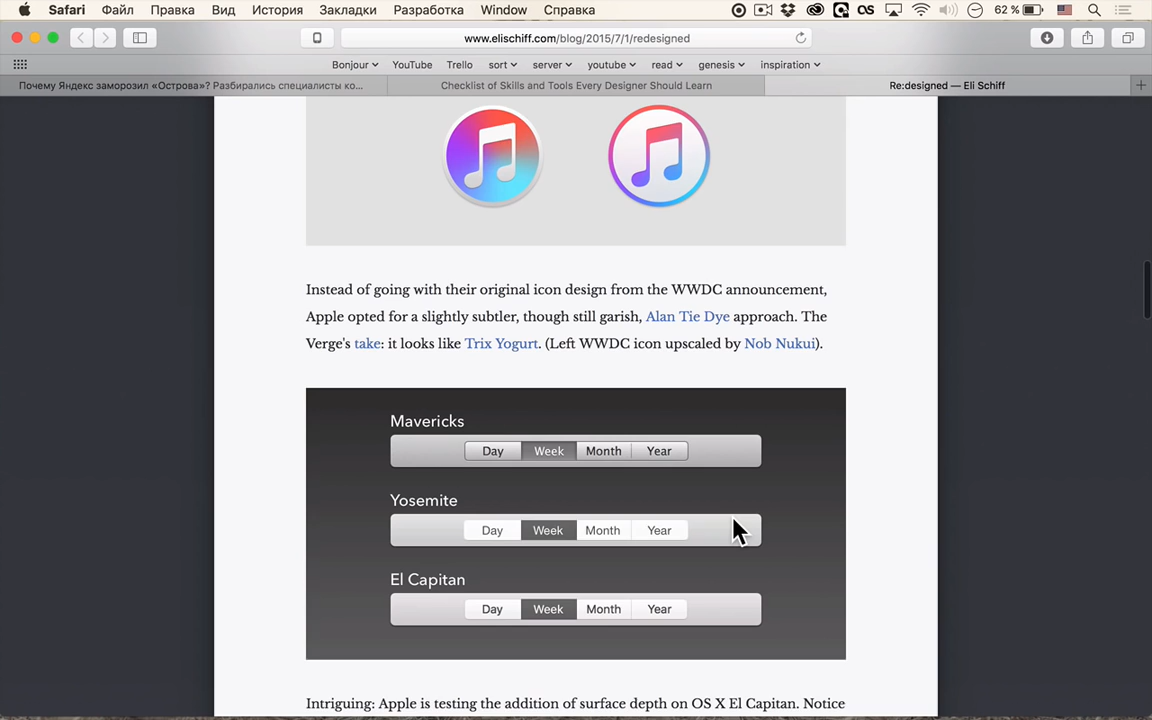 Safari Файл Правка Вид История Закладки Разработка Window Справка 62 %
www.elischiff.com/blog/2015/7/1/redesigned
Bonjour YouTube Trello sort server youtube read genesis inspiration
Почему Яндекс заморозил «Острова»? Разбирались специалисты ко... Checklist of Skills and Tools Every Designer Should Learn Re:designed — Eli Schiff
Instead of going with their original icon design from the WWDC announcement,
Apple opted for a slightly subtler, though still garish, Alan Tie Dye approach. The
Verge's take: it looks like Trix Yogurt. (Left WWDC icon upscaled by Nob Nukui).
Mavericks
Day Week Month Year
Yosemite
Day Week Month Year
El Capitan
Day Week Month Year
Intriguing: Apple is testing the addition of surface depth on OS X El Capitan. Notice